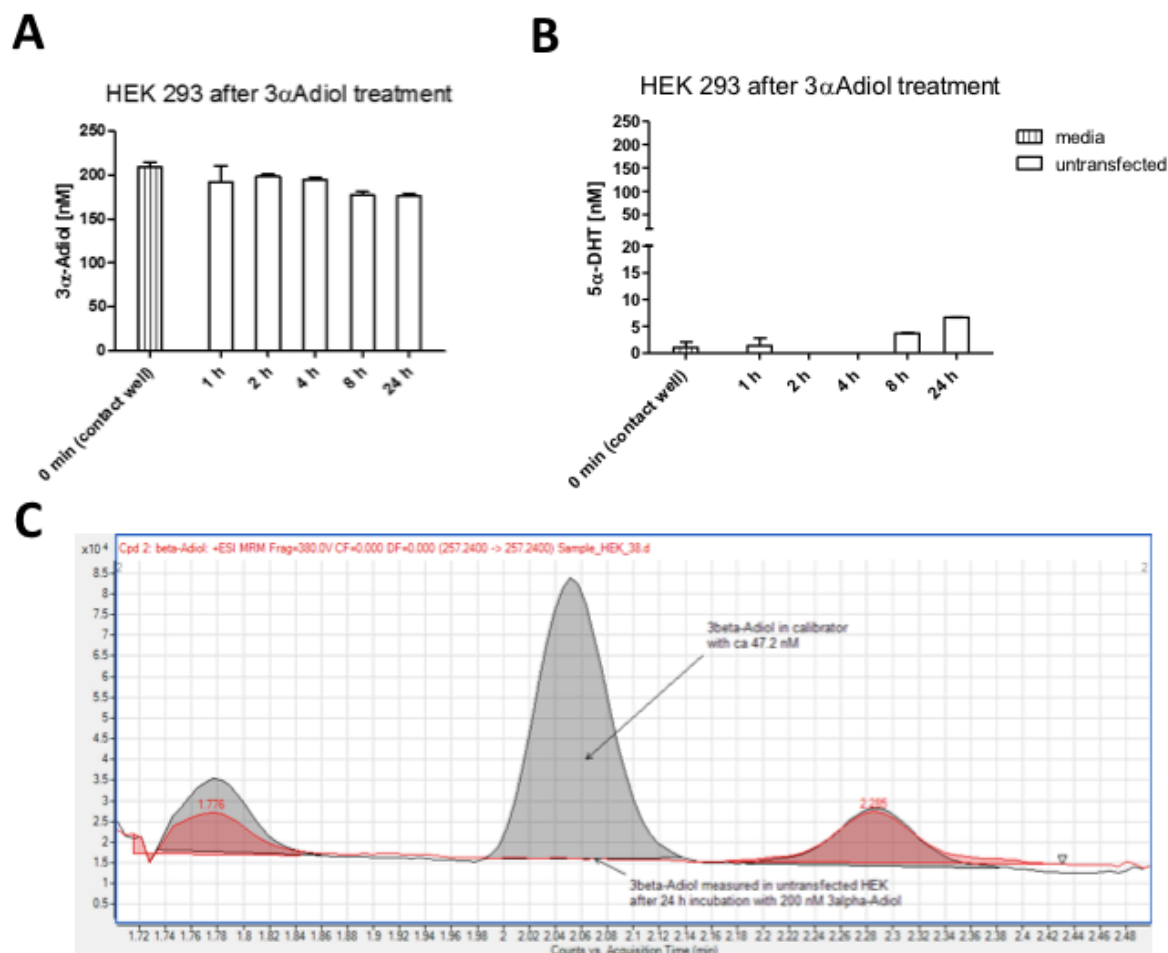 A
HEK 293 after 3αAdiol treatment
3α-Adiol [nM]
250
200
150
100
50
0
0 min (contact well)
1 h
2 h
4 h
8 h
24 h
B
HEK 293 after 3αAdiol treatment
5α-DHT [nM]
250
200
150
100
50
20
15
10
5
0
0 min (contact well)
1 h
2 h
4 h
8 h
24 h
media
untransfected
C
x10 4
Cpd 2: beta-Adiol: +ESI MRM Frag=380.0V CF=0.000 DF=0.000 (257.2400 -> 257.2400) Sample_HEK_38.d
2
2
8.5
8
7.5
7
6.5
6
5.5
5
4.5
4
3.5
3
2.5
2
1.5
1
0.5
3beta-Adiol in calibrator
with ca 47.2 nM
1.776
2.285
3beta-Adiol measured in untransfected HEK
after 24 h incubation with 200 nM 3alpha-Adiol
1.72 1.74 1.76 1.78 1.8 1.82 1.84 1.86 1.88 1.9 1.92 1.94 1.96 1.98 2 2.02 2.04 2.06 2.08 2.1 2.12 2.14 2.16 2.18 2.2 2.22 2.24 2.26 2.28 2.3 2.32 2.34 2.36 2.38 2.4 2.42 2.44 2.46 2.48
Counts vs. Acquisition Time (min)